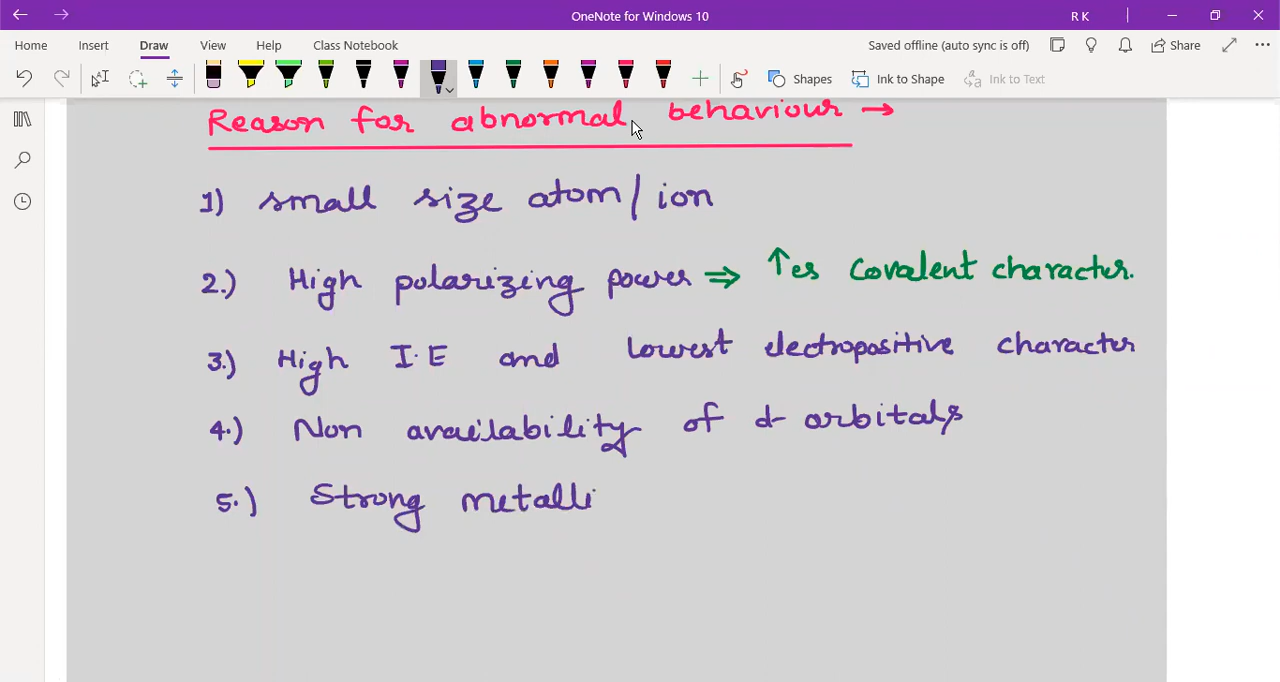 OneNote for Windows 10
R K
Home Insert Draw View Help Class Notebook
Saved offline (auto sync is off) Share
Shapes Ink to Shape Ink to Text
Reason for abnormal behaviour →
1) small size atom/ion
2.) High polarizing power ⇒ ↑es Covalent character.
3.) High I.E and lowest electropositive character
4.) Non availability of d-orbitals
5.) Strong metalli